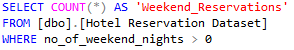 SELECT COUNT(*) AS 'Weekend_Reservations'
FROM [dbo].[Hotel Reservation Dataset]
WHERE no_of_weekend_nights > 0